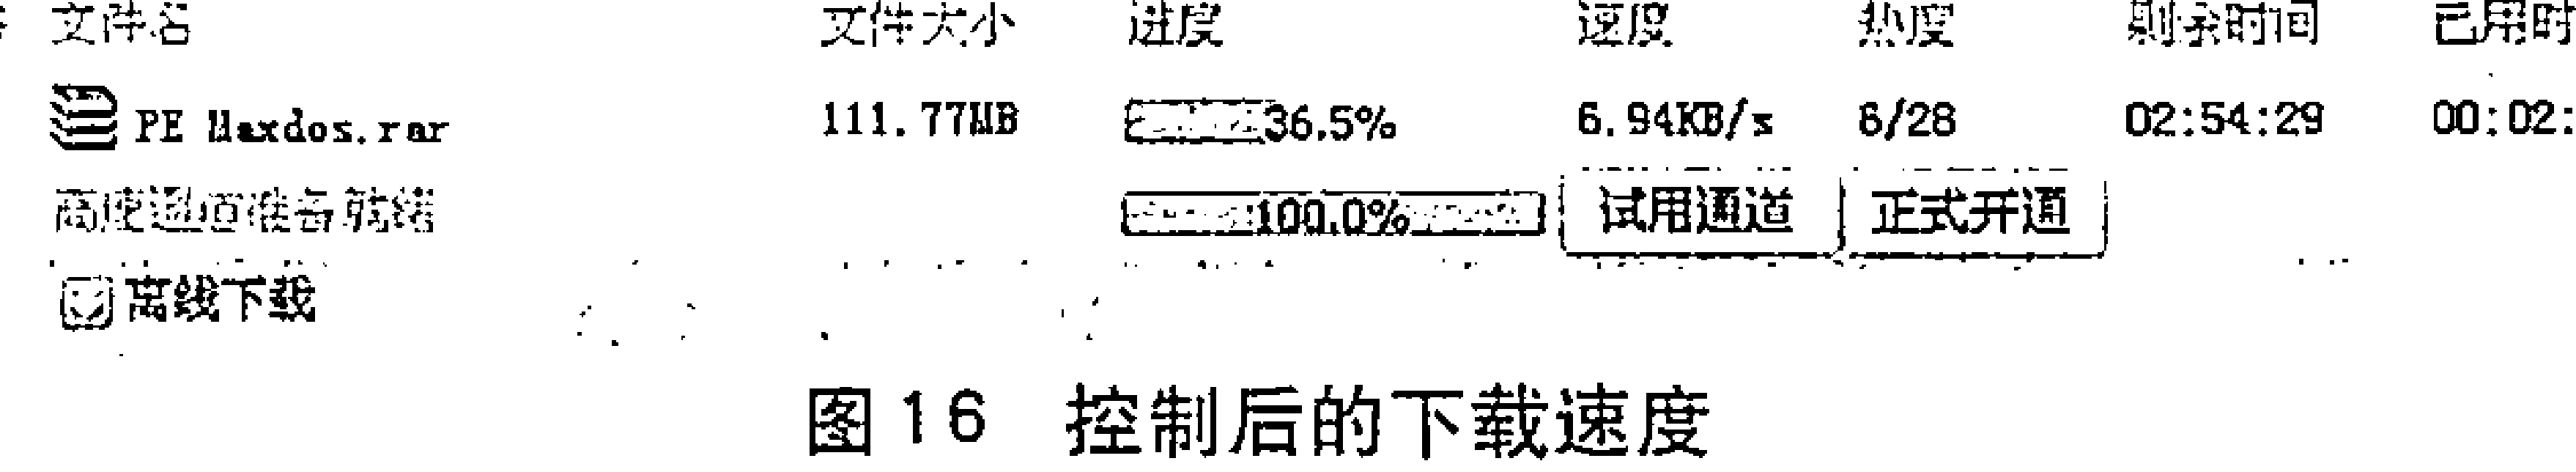 文件名 文件大小 进度 速度 热度 剩余时间 已用时
PE Maxdos.rar 111.77MB 36.5% 6.94KB/s 6/28 02:54:29 00:02:
高速通道准备就绪 100.0% 试用通道 正式开通
离线下载
图16 控制后的下载速度